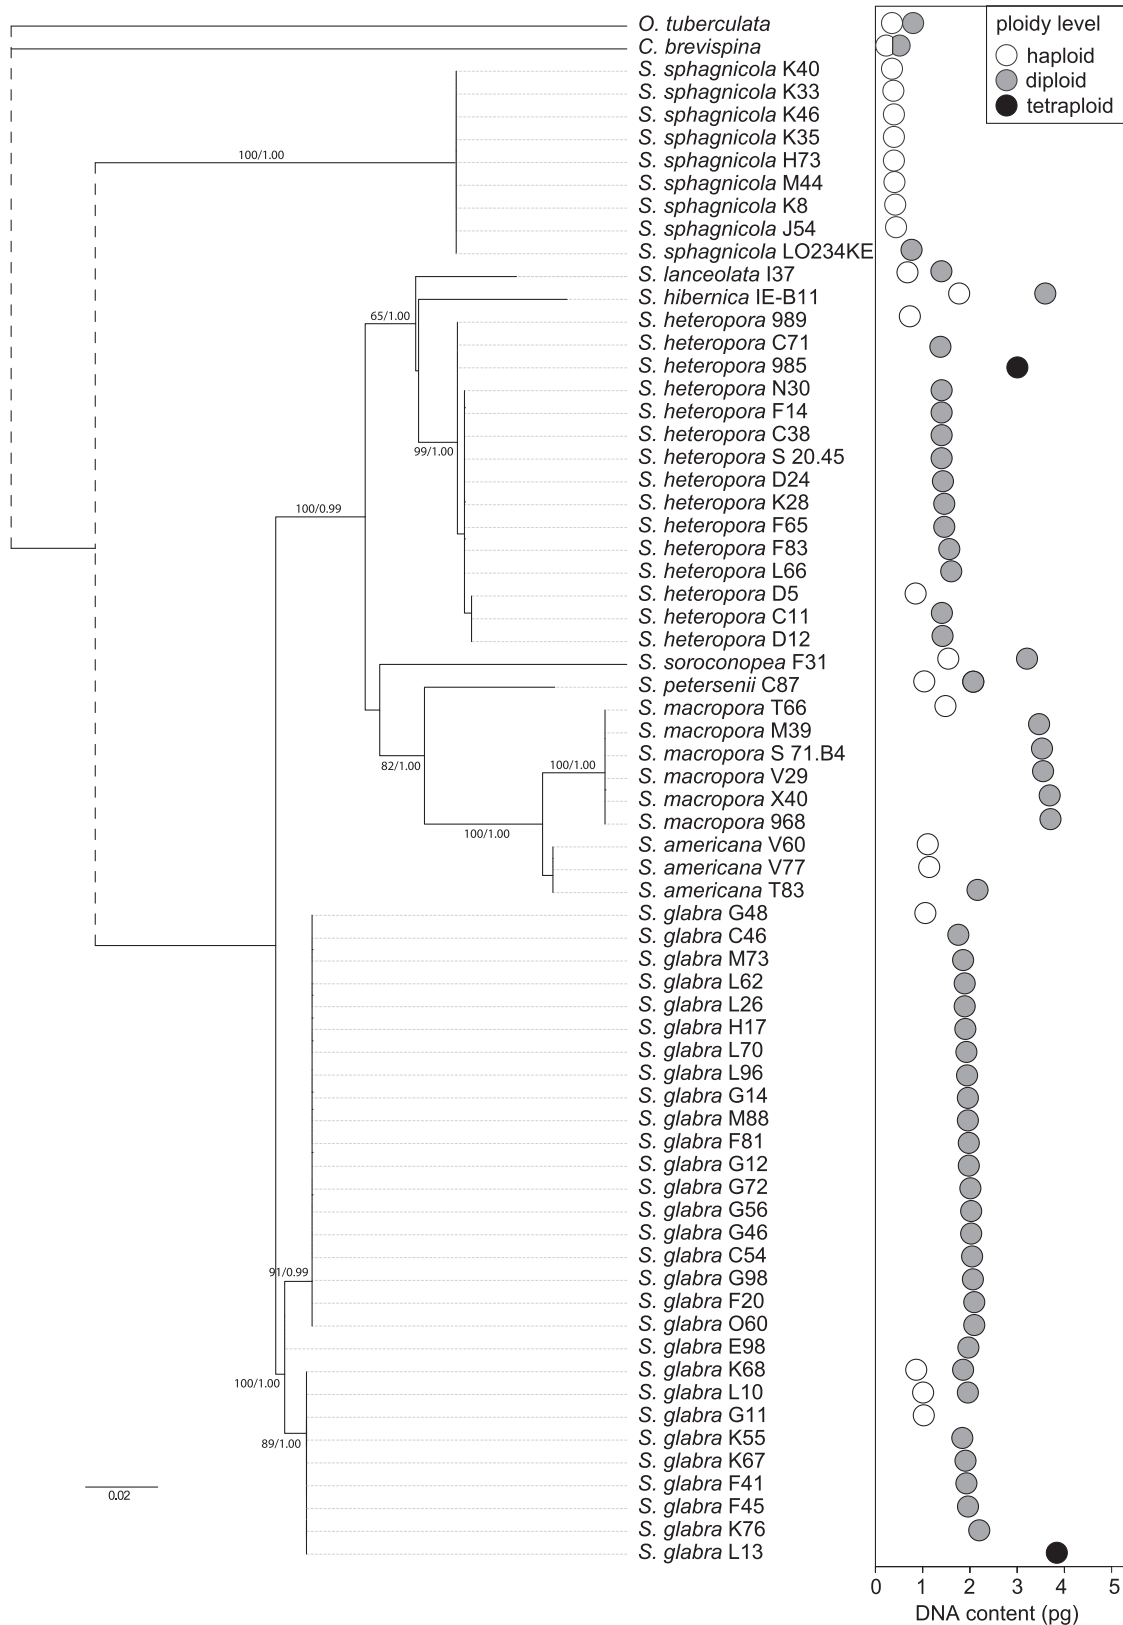 O. tuberculata
C. brevispina
S. sphagnicola K40
S. sphagnicola K33
S. sphagnicola K46
S. sphagnicola K35
S. sphagnicola H73
S. sphagnicola M44
S. sphagnicola K8
S. sphagnicola J54
S. sphagnicola LO234KE
S. lanceolata I37
S. hibernica IE-B11
S. heteropora 989
S. heteropora C71
S. heteropora 985
S. heteropora N30
S. heteropora F14
S. heteropora C38
S. heteropora S 20.45
S. heteropora D24
S. heteropora K28
S. heteropora F65
S. heteropora F83
S. heteropora L66
S. heteropora D5
S. heteropora C11
S. heteropora D12
S. soroconopea F31
S. petersenii C87
S. macropora T66
S. macropora M39
S. macropora S 71.B4
S. macropora V29
S. macropora X40
S. macropora 968
S. americana V60
S. americana V77
S. americana T83
S. glabra G48
S. glabra C46
S. glabra M73
S. glabra L62
S. glabra L26
S. glabra H17
S. glabra L70
S. glabra L96
S. glabra G14
S. glabra M88
S. glabra F81
S. glabra G12
S. glabra G72
S. glabra G56
S. glabra G46
S. glabra C54
S. glabra G98
S. glabra F20
S. glabra O60
S. glabra E98
S. glabra K68
S. glabra L10
S. glabra G11
S. glabra K55
S. glabra K67
S. glabra F41
S. glabra F45
S. glabra K76
S. glabra L13
100/1.00
65/1.00
99/1.00
100/0.99
82/1.00
100/1.00
100/1.00
91/0.99
100/1.00
89/1.00
0.02
ploidy level
haploid
diploid
tetraploid
0 1 2 3 4 5
DNA content (pg)